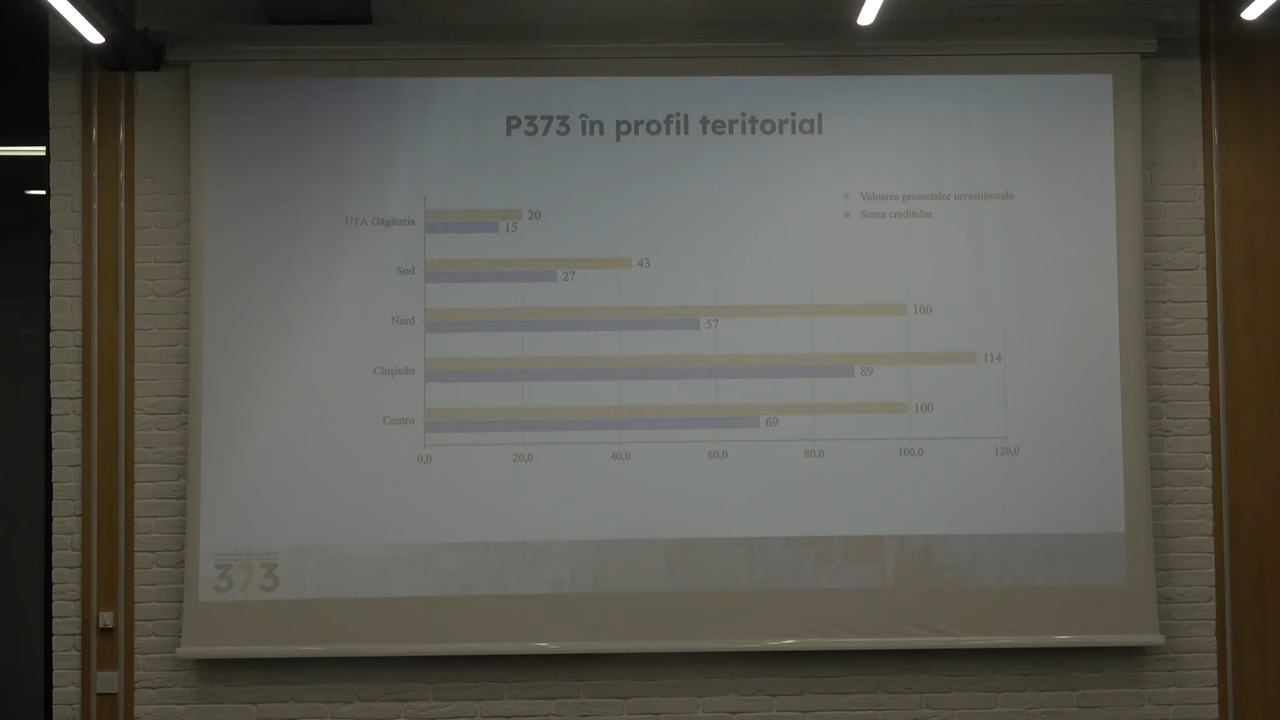 P373 în profil teritorial
Valoarea proiectelor investiționale
Suma creditelor
UTA Găgăuzia
20
15
Sud
43
27
Nord
100
57
Chișinău
114
89
Centru
100
69
0,0 20,0 40,0 60,0 80,0 100,0 120,0
373